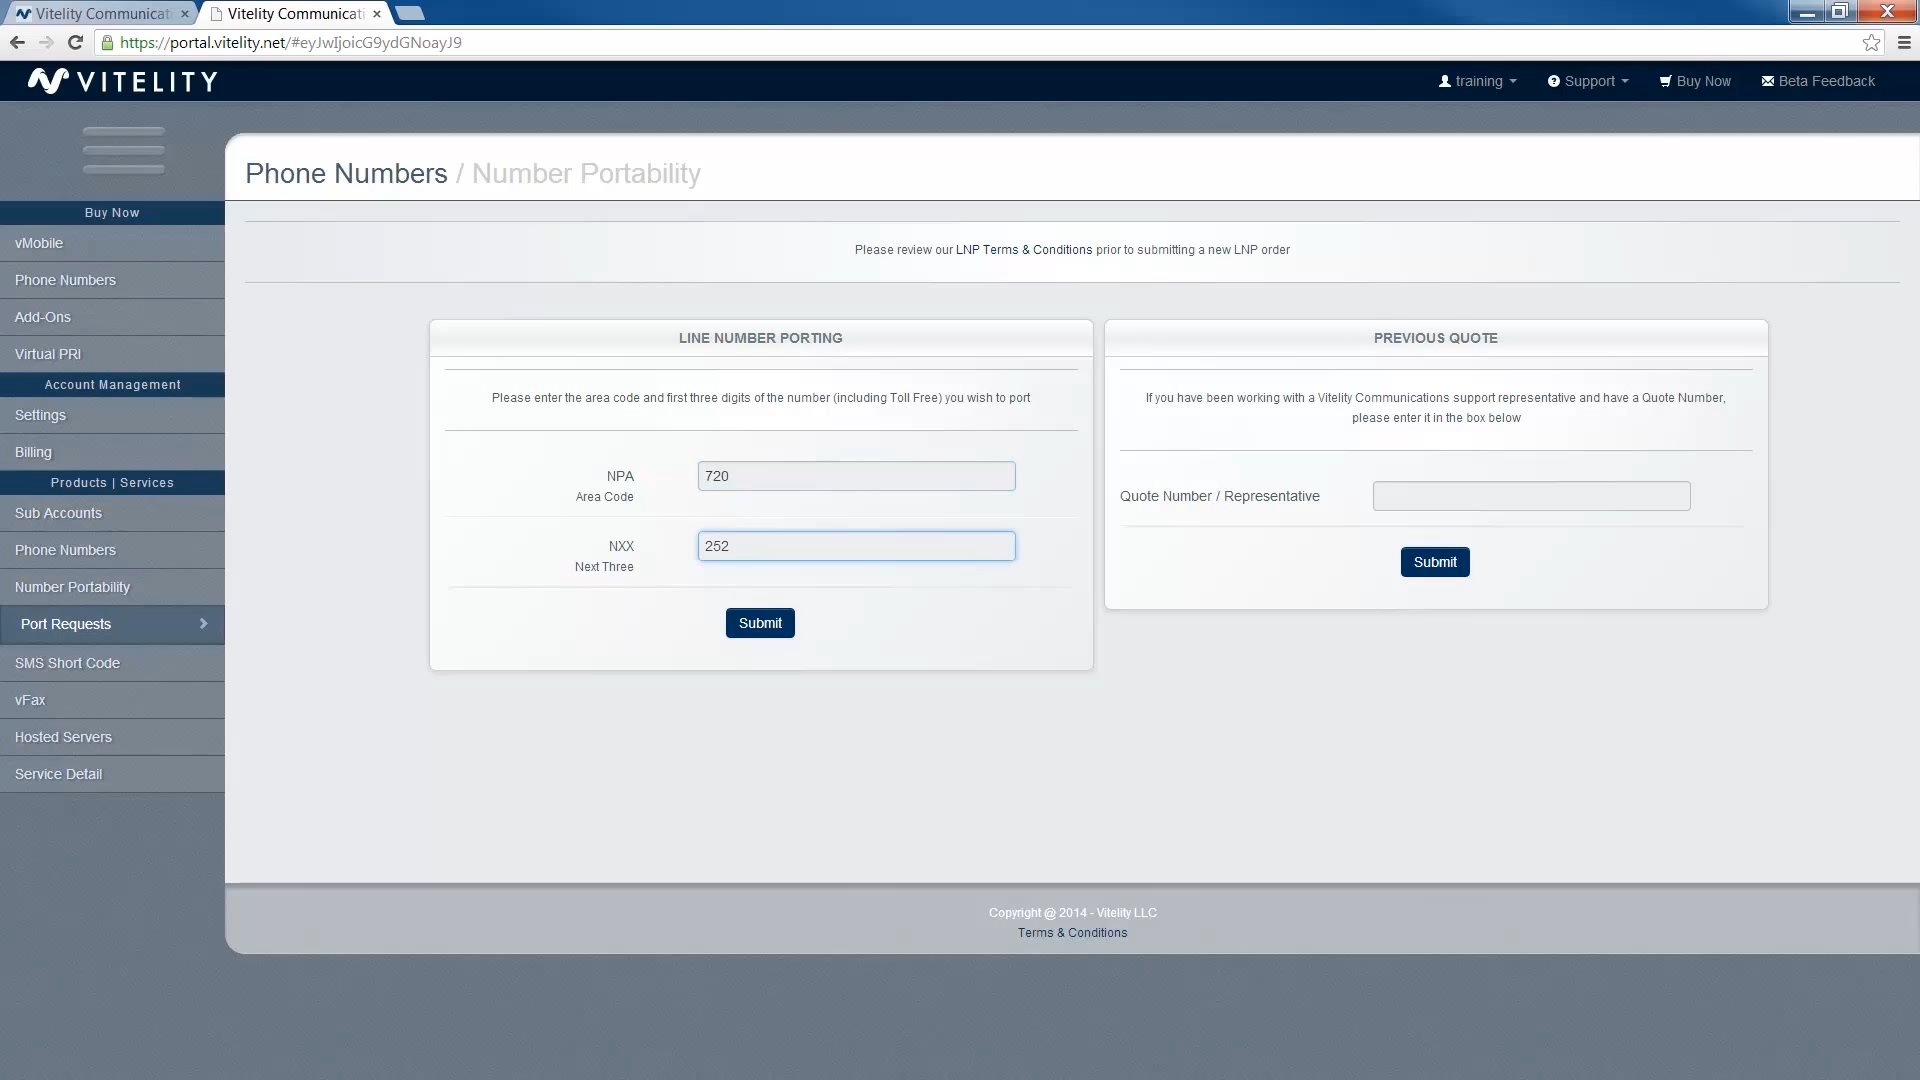 Vitelity Communicati
Vitelity Communicati
https://portal.vitelity.net/#eyJwIjoicG9ydGNoayJ9
VITELITY
training
Support
Buy Now
Beta Feedback
Phone Numbers / Number Portability
Buy Now
vMobile
Phone Numbers
Add-Ons
Virtual PRI
Account Management
Settings
Billing
Products | Services
Sub Accounts
Phone Numbers
Number Portability
Port Requests
SMS Short Code
vFax
Hosted Servers
Service Detail
Please review our LNP Terms & Conditions prior to submitting a new LNP order
LINE NUMBER PORTING
Please enter the area code and first three digits of the number (including Toll Free) you wish to port
NPA
Area Code
720
NXX
Next Three
252
Submit
PREVIOUS QUOTE
If you have been working with a Vitelity Communications support representative and have a Quote Number,
please enter it in the box below
Quote Number / Representative
Submit
Copyright @ 2014 - Vitelity LLC
Terms & Conditions